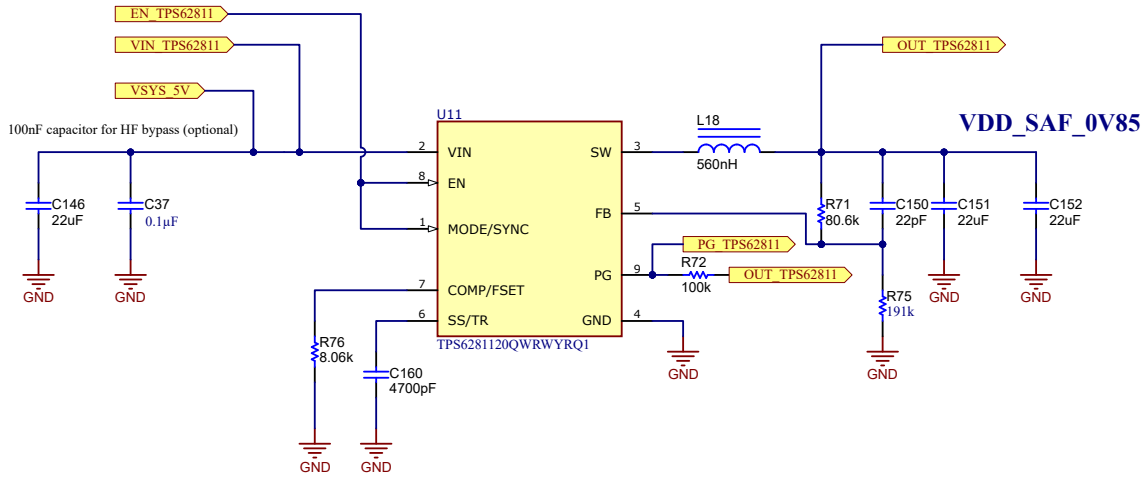 EN_TPS62811
VIN_TPS62811
OUT_TPS62811
VSYS_5V
U11
L18
VDD_SAF_0V85
100nF capacitor for HF bypass (optional)
2
VIN
SW
3
560nH
8
EN
C146
22uF
C37
0.1µF
FB
5
R71
80.6k
C150
22pF
C151
22uF
C152
22uF
1
MODE/SYNC
PG_TPS62811
R72
PG
9
OUT_TPS62811
100k
7
COMP/FSET
R75
191k
GND
GND
GND
GND
6
SS/TR
GND
4
TPS6281120QWRWYRQ1
R76
8.06k
C160
4700pF
GND
GND
GND
GND